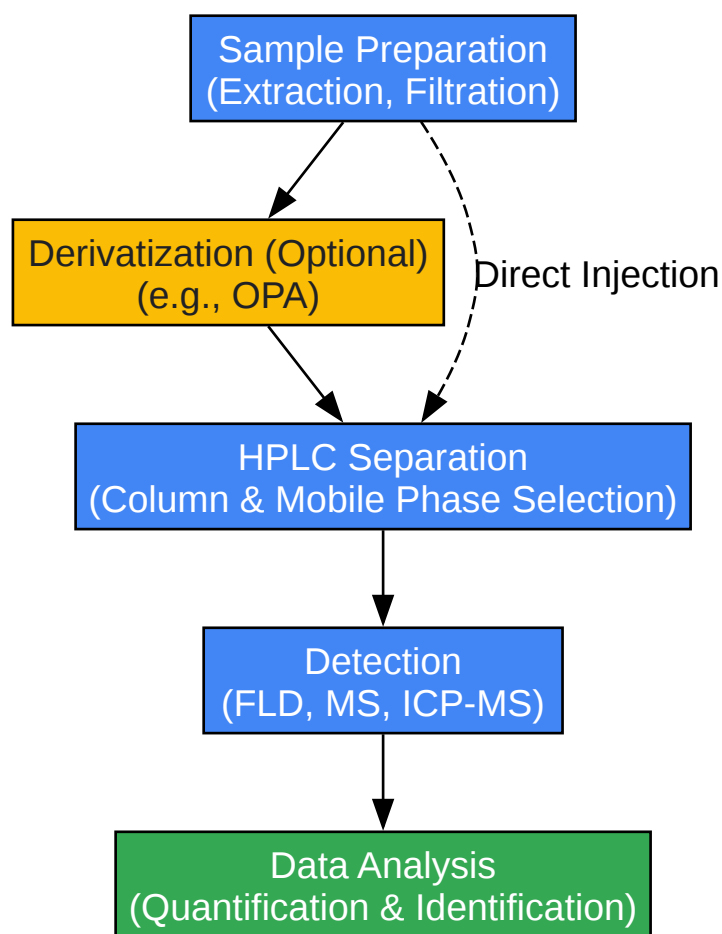 Sample Preparation
(Extraction, Filtration)
Derivatization (Optional)
(e.g., OPA)
Direct Injection
HPLC Separation
(Column & Mobile Phase Selection)
Detection
(FLD, MS, ICP-MS)
Data Analysis
(Quantification & Identification)